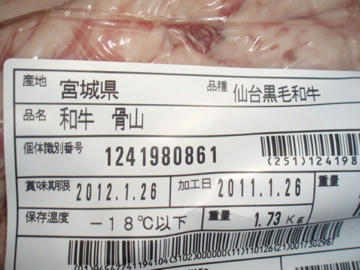 産地 宮城県 品種 仙台黒毛和牛
品名 和牛 骨山
個体識別番号 1241980861
(251)124198
賞味期限 2012.1.26 加工日 2011.1.26 重量
保存温度 -18℃以下 重量 1.73Kg